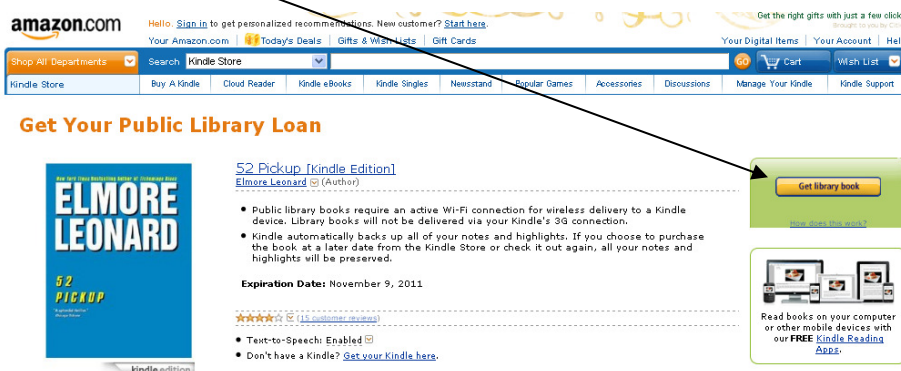 amazon.com
Hello. Sign in to get personalized recommendations. New customer? Start here.
Get the right gifts with just a few click
Your Amazon.com Today's Deals Gifts & Wish Lists Gift Cards
Your Digital Items Your Account Hel
Shop All Departments Search Kindle Store GO Cart Wish List
Kindle Store Buy A Kindle Cloud Reader Kindle eBooks Kindle Singles Newsstand Popular Games Accessories Discussions Manage Your Kindle Kindle Support
Get Your Public Library Loan
ELMORE
LEONARD
52
PICKUP
kindle edition
52 Pickup [Kindle Edition]
Elmore Leonard (Author)
• Public library books require an active Wi-Fi connection for wireless delivery to a Kindle
device. Library books will not be delivered via your Kindle's 3G connection.
• Kindle automatically backs up all of your notes and highlights. If you choose to purchase
the book at a later date from the Kindle Store or check it out again, all your notes and
highlights will be preserved.
Expiration Date: November 9, 2011
(15 customer reviews)
• Text-to-Speech: Enabled
• Don't have a Kindle? Get your Kindle here.
Get library book
How does this work?
Read books on your computer
or other mobile devices with
our FREE Kindle Reading
Apps.